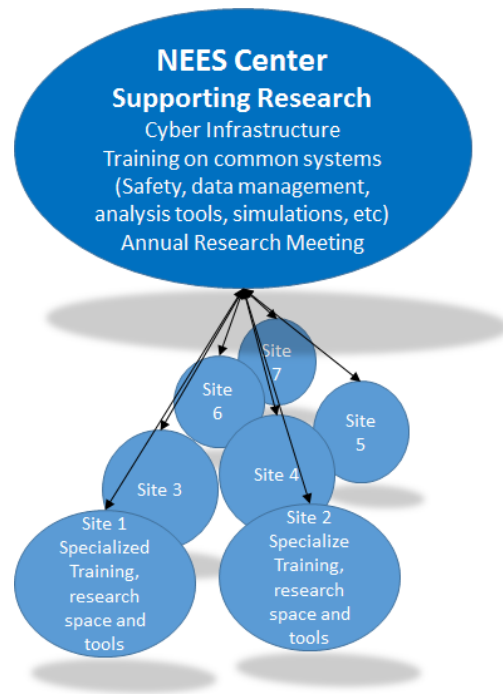 NEES Center
Supporting Research
Cyber Infrastructure
Training on common systems
(Safety, data management,
analysis tools, simulations, etc)
Annual Research Meeting
Site
7
Site
6
Site
5
Site 3
Site 4
Site 1
Specialized
Training,
research
space and
tools
Site 2
Specialize
Training,
research
space and
tools